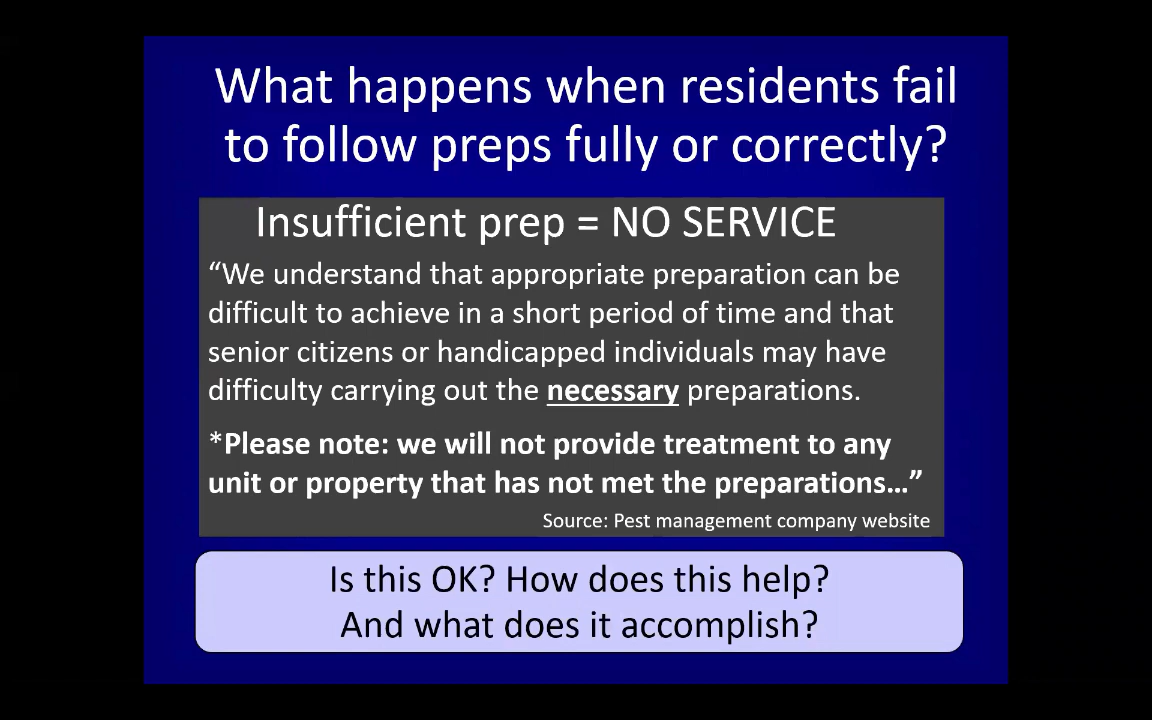 What happens when residents fail
to follow preps fully or correctly?
Insufficient prep = NO SERVICE
“We understand that appropriate preparation can be
difficult to achieve in a short period of time and that
senior citizens or handicapped individuals may have
difficulty carrying out the necessary preparations.
*Please note: we will not provide treatment to any
unit or property that has not met the preparations…”
Source: Pest management company website
Is this OK? How does this help?
And what does it accomplish?